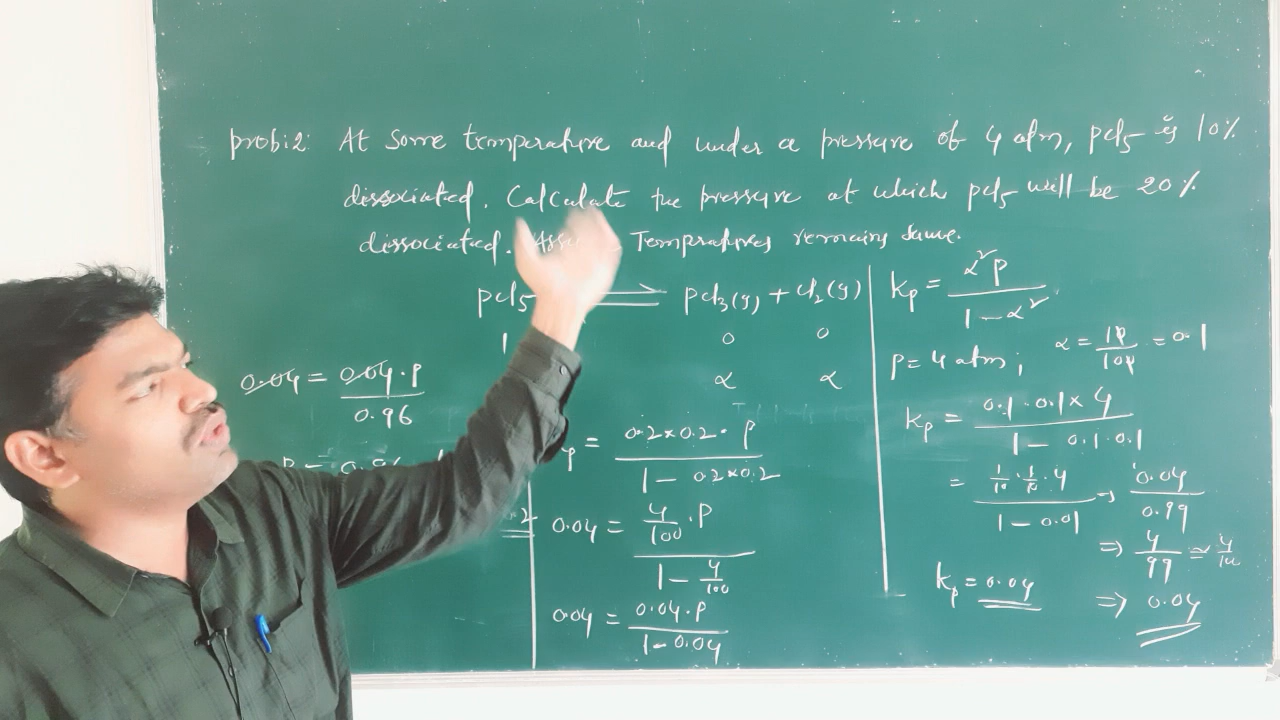 prob:2: At some temperature and under a pressure of 4 atm, pcl5 is 10%
dissociated. Calculate the pressure at which pcl5 will be 20%
dissociated. Temperatures remains same.
pcl5 ⇌ pcl3(g) + cl2(g)
1 0 0
α α
0.04 = 0.04·p / 0.96
= 0.2×0.2·p / 1 - 0.2×0.2
0.04 = 4/100 ·p / 1 - 4/100
0.04 = 0.04·p / 1-0.04
kp = α²p / 1-α²
p = 4 atm; α = 10/100 = 0.1
kp = 0.1·0.1×4 / 1 - 0.1·0.1
= 1/10·1/10·4 / 1 - 0.01 → 0.04 / 0.99
⇒ 4/99 ≃
kp = 0.04 ⇒ 0.04